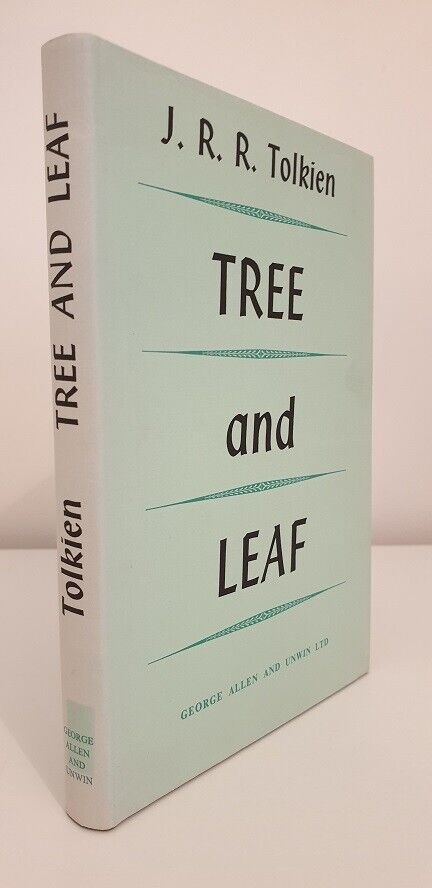 J. R. R. Tolkien
TREE
and
LEAF
GEORGE ALLEN AND UNWIN LTD
Tolkien TREE AND LEAF
GEORGE
ALLEN
AND
UNWIN